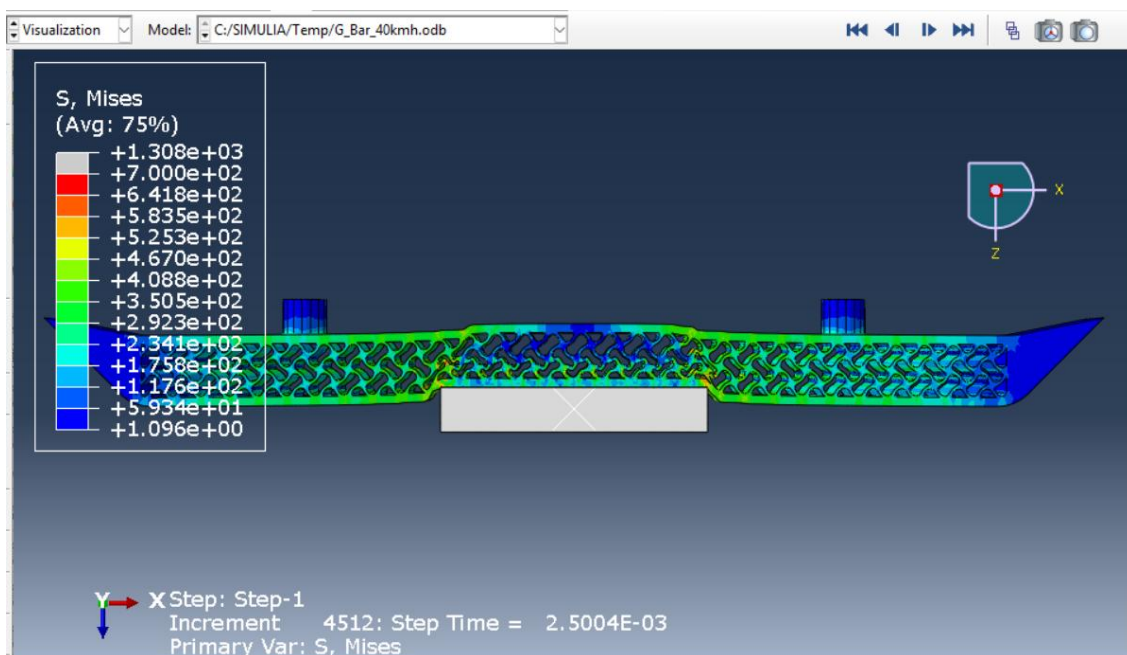 Visualization Model: C:/SIMULIA/Temp/G_Bar_40kmh.odb
S, Mises
(Avg: 75%)
+1.308e+03
+7.000e+02
+6.418e+02
+5.835e+02
+5.253e+02
+4.670e+02
+4.088e+02
+3.505e+02
+2.923e+02
+2.341e+02
+1.758e+02
+1.176e+02
+5.934e+01
+1.096e+00
X
Z
Y X Step: Step-1
Increment 4512: Step Time = 2.5004E-03
Primary Var: S, Mises